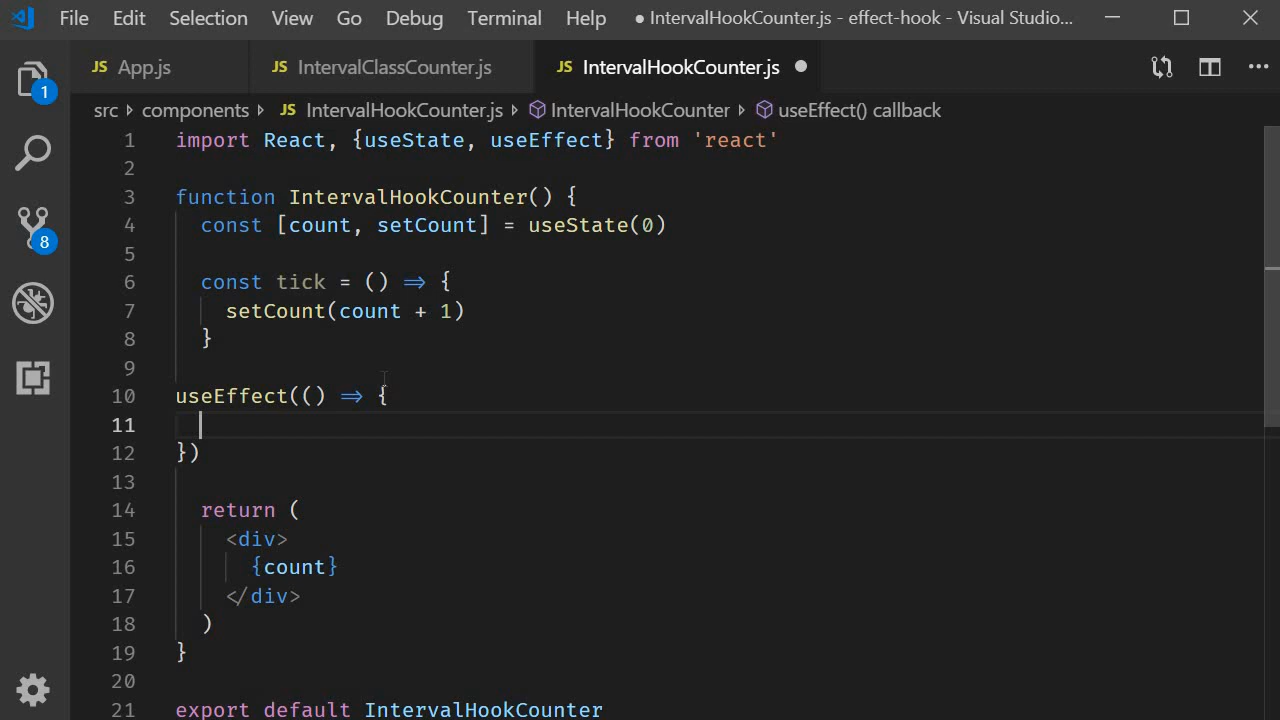 File Edit Selection View Go Debug Terminal Help ● IntervalHookCounter.js - effect-hook - Visual Studio...
JS App.js JS IntervalClassCounter.js JS IntervalHookCounter.js
src components JS IntervalHookCounter.js IntervalHookCounter useEffect() callback
1
8
1 import React, {useState, useEffect} from 'react'
2
3 function IntervalHookCounter() {
4 const [count, setCount] = useState(0)
5
6 const tick = () => {
7 setCount(count + 1)
8 }
9
10 useEffect(() => {
11
12 })
13
14 return (
15 <div>
16 {count}
17 </div>
18 )
19 }
20
21 export default IntervalHookCounter